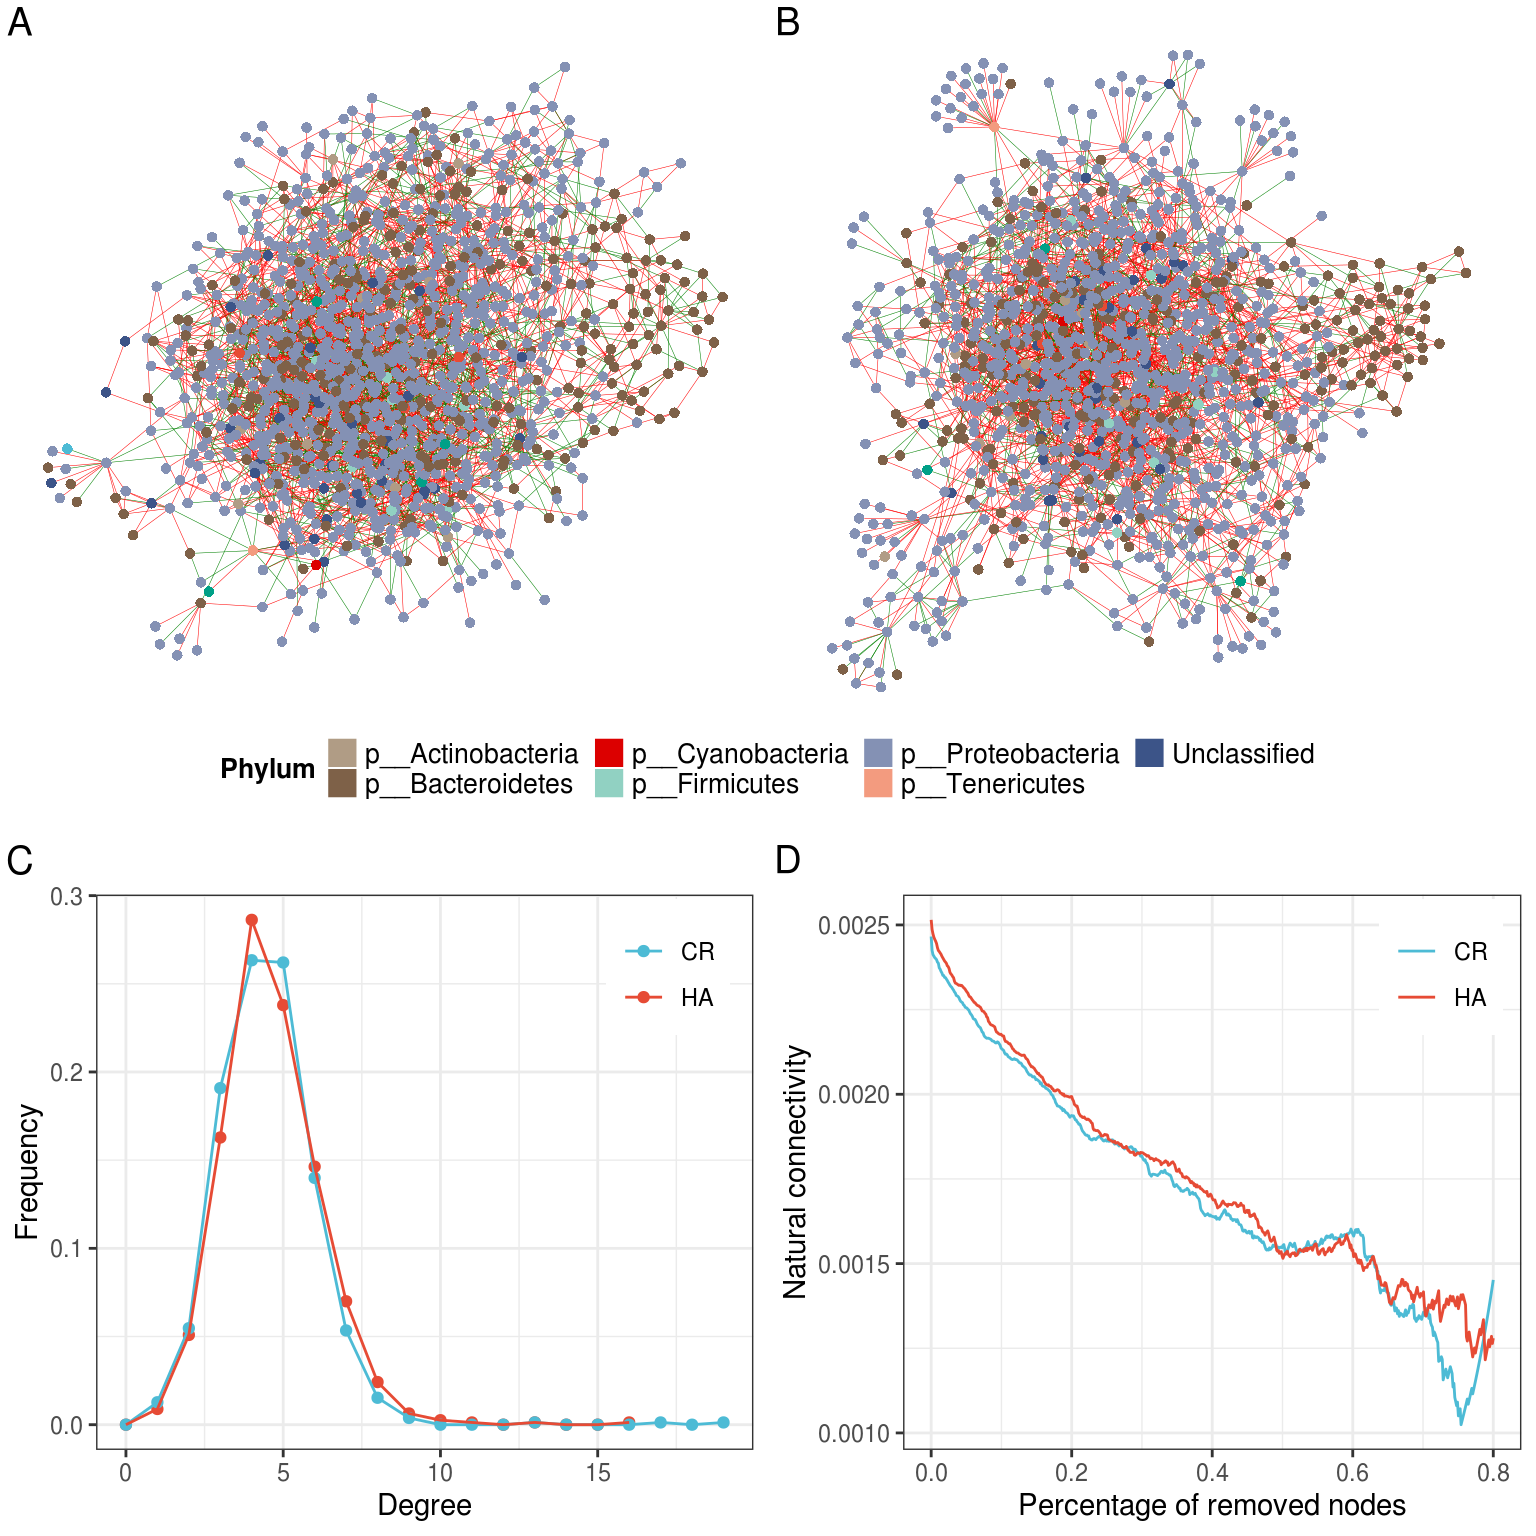 A
B
Phylum
p__Actinobacteria p__Cyanobacteria p__Proteobacteria Unclassified
p__Bacteroidetes p__Firmicutes p__Tenericutes
C
0.3
0.2
0.1
0.0
Frequency
0 5 10 15
Degree
CR
HA
D
0.0025
0.0020
0.0015
0.0010
Natural connectivity
0.0 0.2 0.4 0.6 0.8
Percentage of removed nodes
CR
HA